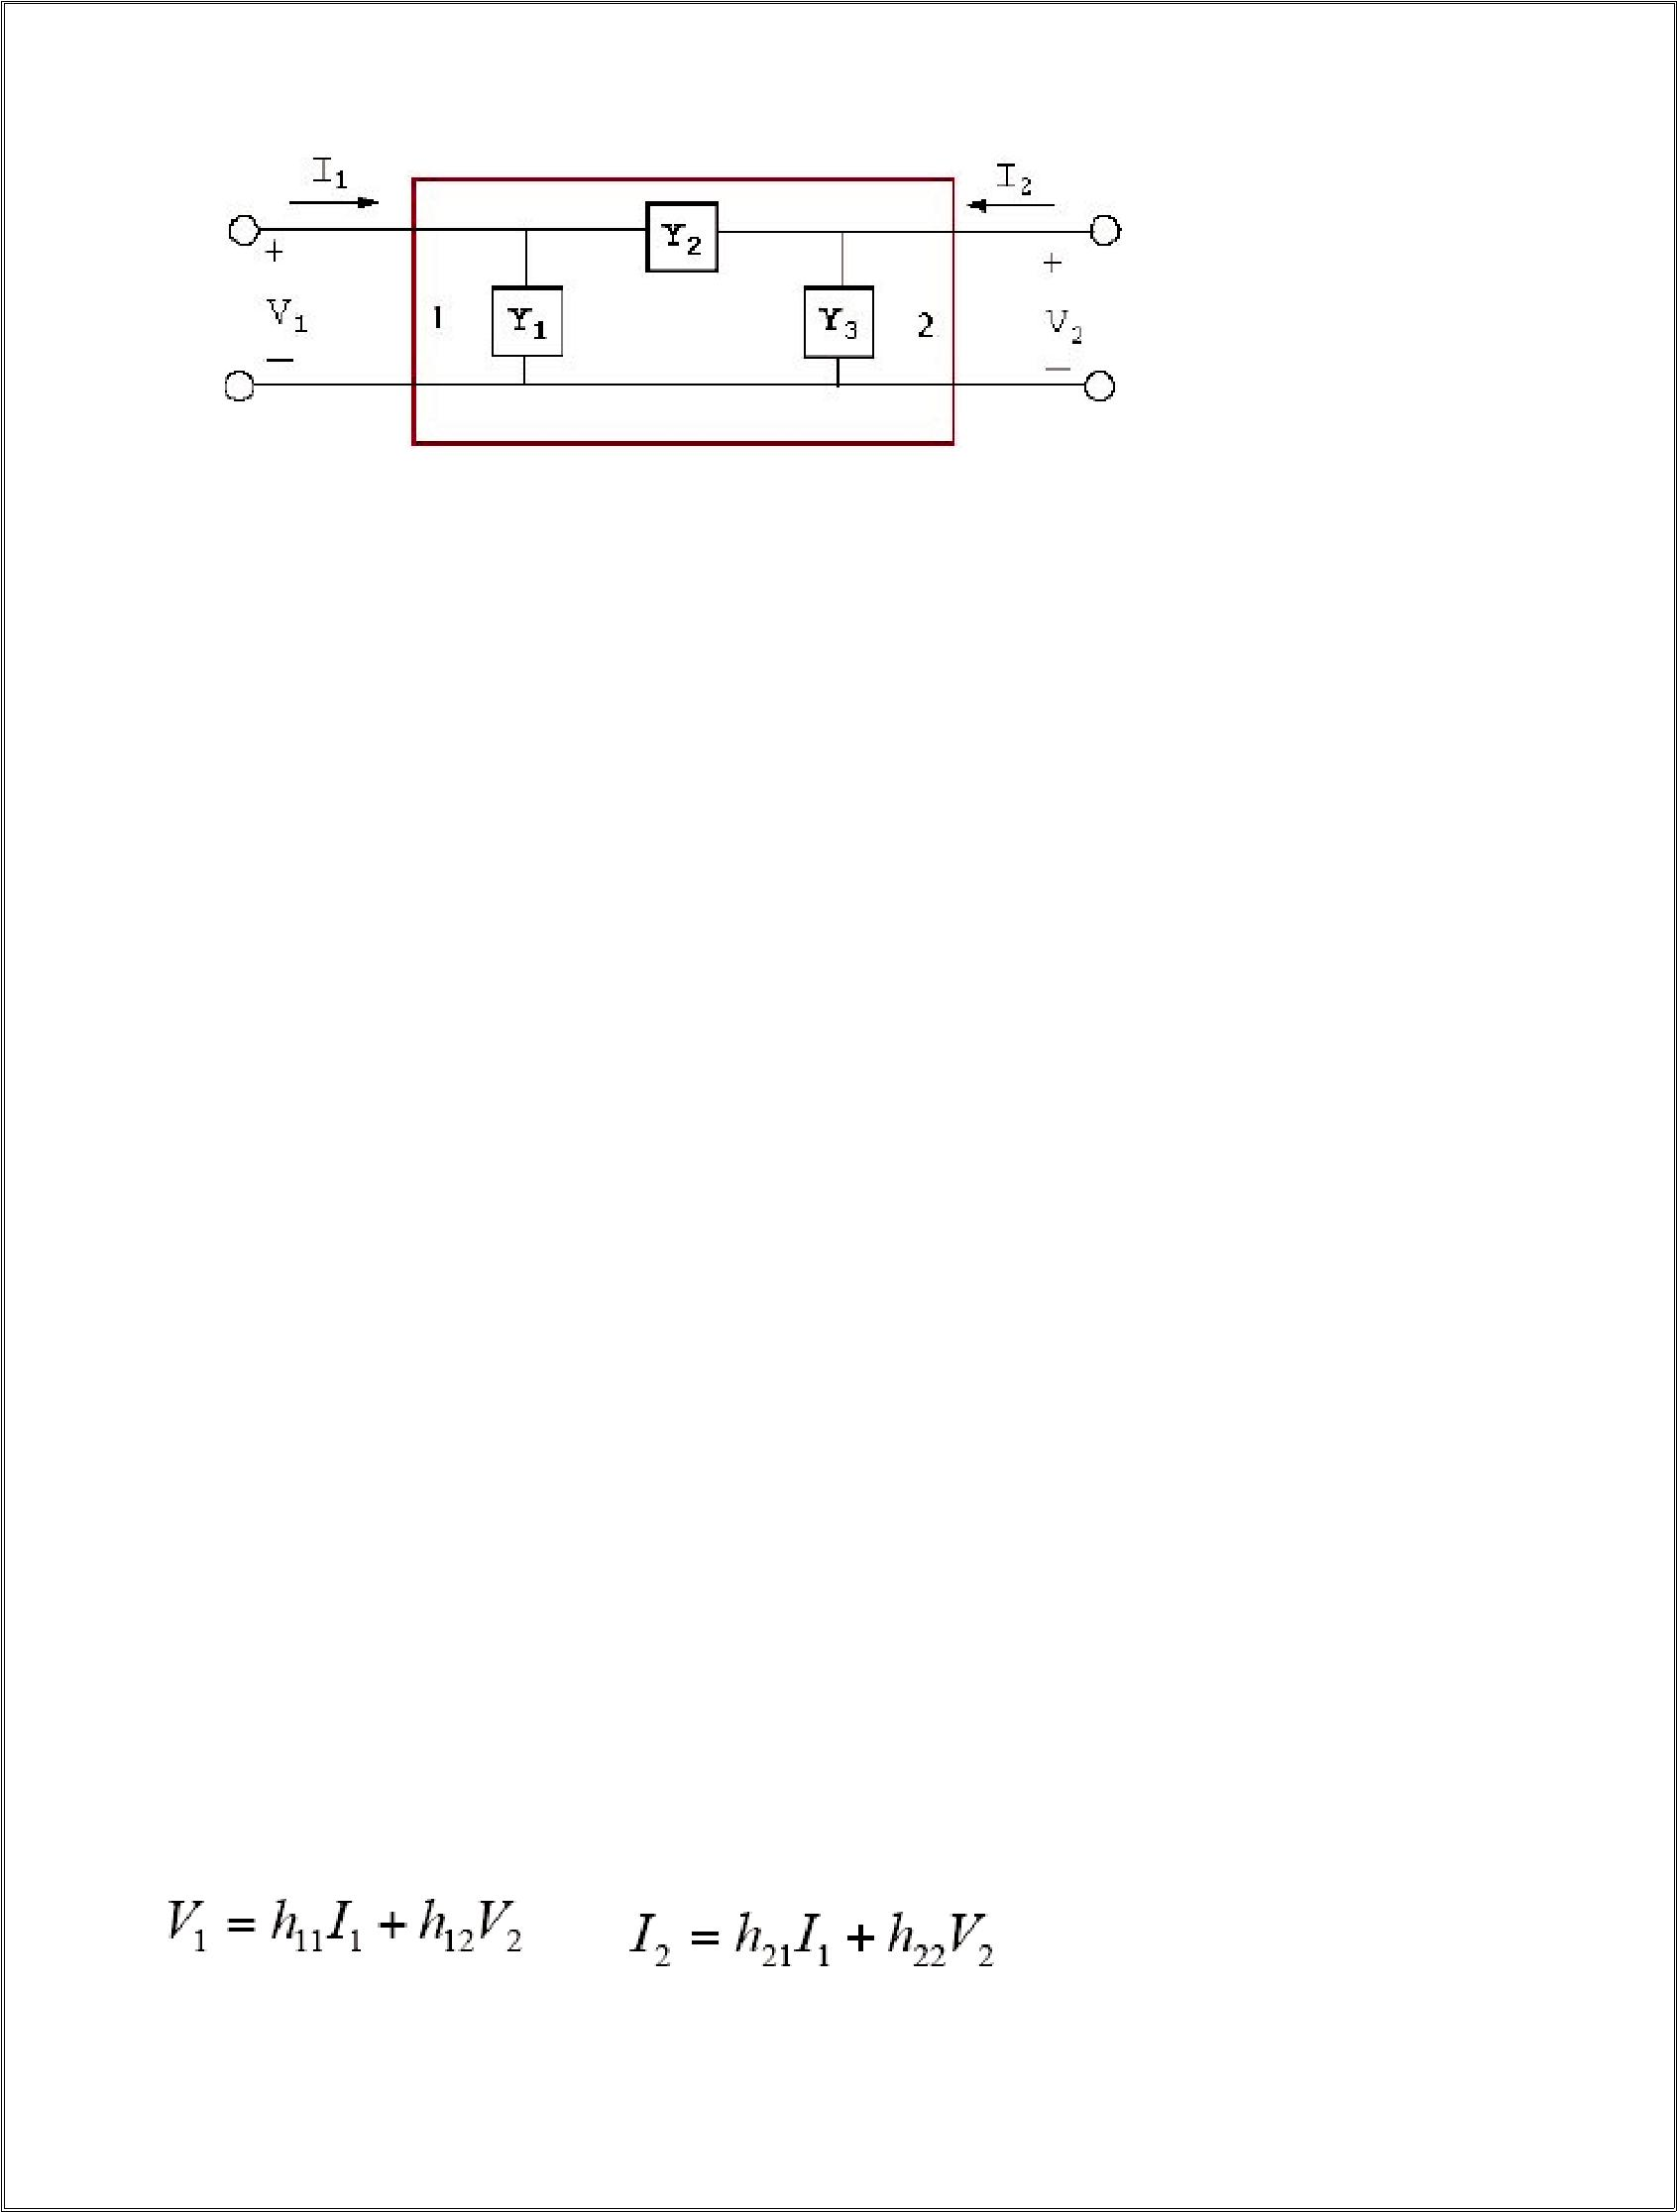 I₁ I₂
Y₂
+ +
V₁ 1 Y₁ Y₃ 2 V₂
− −
V₁ = h₁₁I₁ + h₁₂V₂ I₂ = h₂₁I₁ + h₂₂V₂